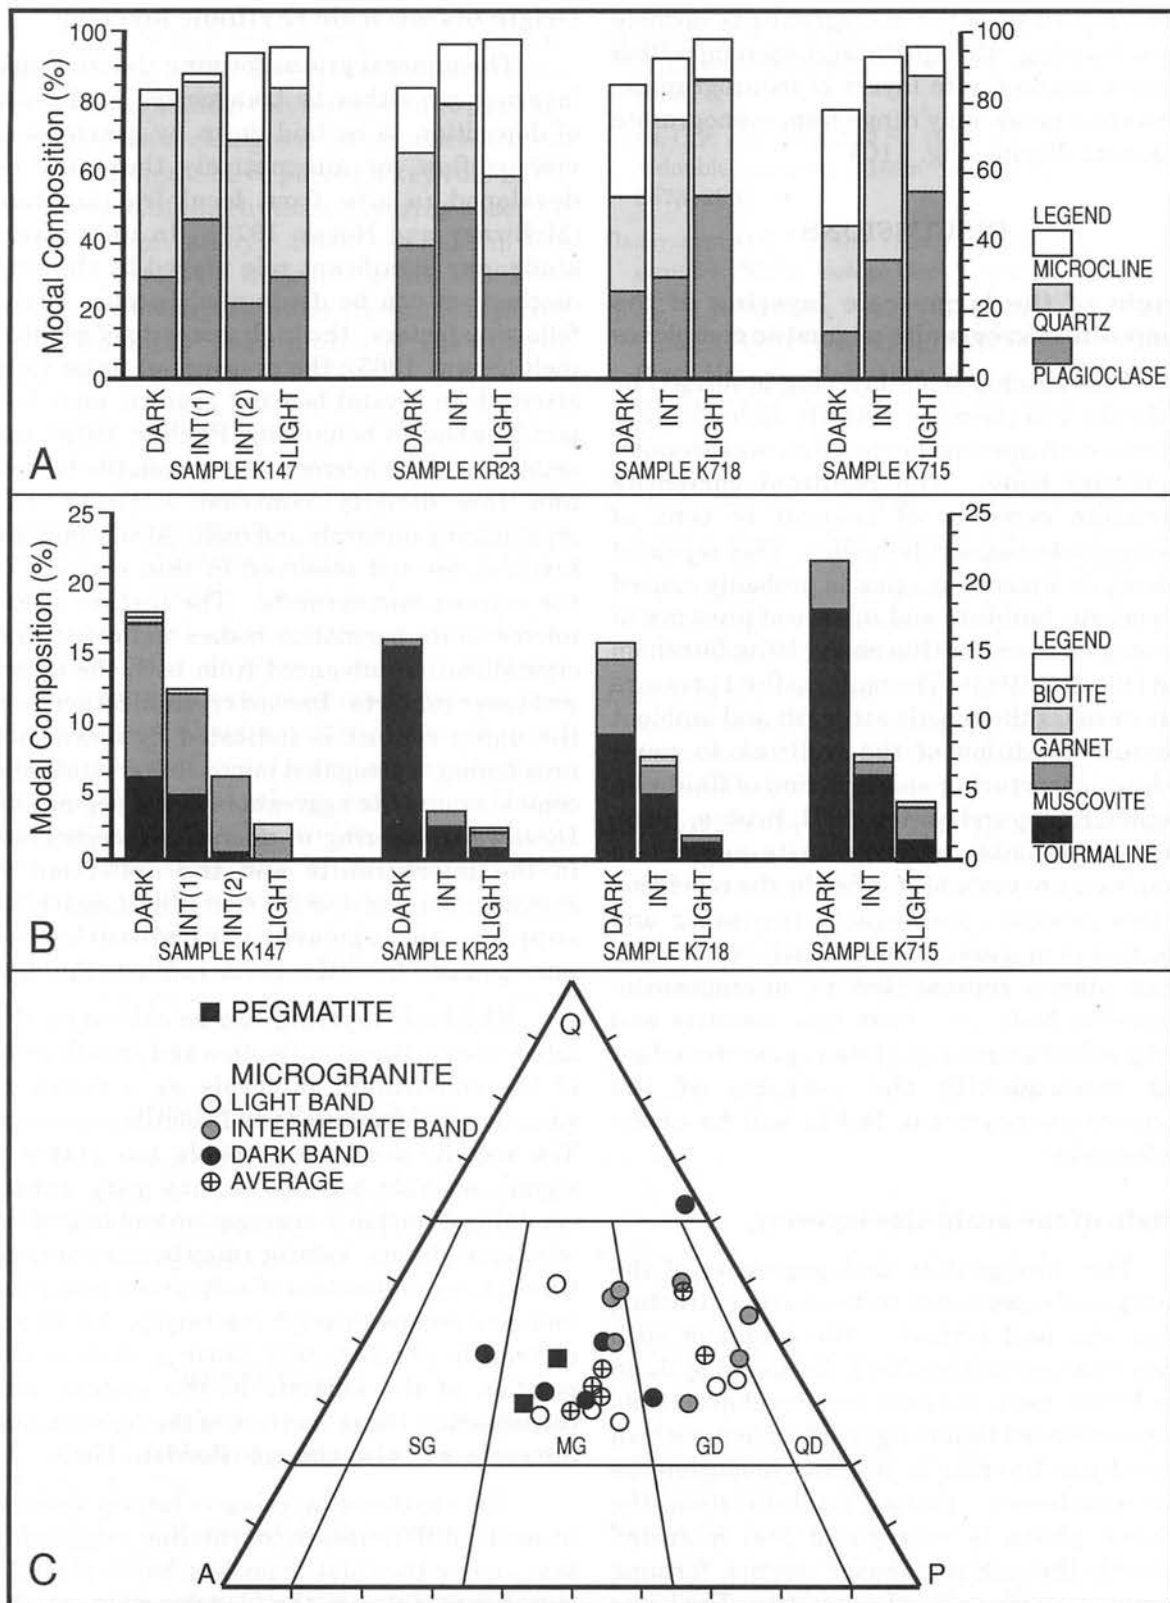 Modal Composition (%)
100
80
60
40
20
0
100
80
60
40
20
0
LEGEND
MICROCLINE
QUARTZ
PLAGIOCLASE
DARK
INT(1)
INT(2)
LIGHT
DARK
INT
LIGHT
DARK
INT
LIGHT
DARK
INT
LIGHT
SAMPLE K147
SAMPLE KR23
SAMPLE K718
SAMPLE K715
A
Modal Composition (%)
25
20
15
10
5
0
25
20
15
10
5
0
LEGEND
BIOTITE
GARNET
MUSCOVITE
TOURMALINE
DARK
INT(1)
INT(2)
LIGHT
DARK
INT
LIGHT
DARK
INT
LIGHT
DARK
INT
LIGHT
SAMPLE K147
SAMPLE KR23
SAMPLE K718
SAMPLE K715
B
Q
PEGMATITE
MICROGRANITE
LIGHT BAND
INTERMEDIATE BAND
DARK BAND
AVERAGE
SG
MG
GD
QD
A
P
C